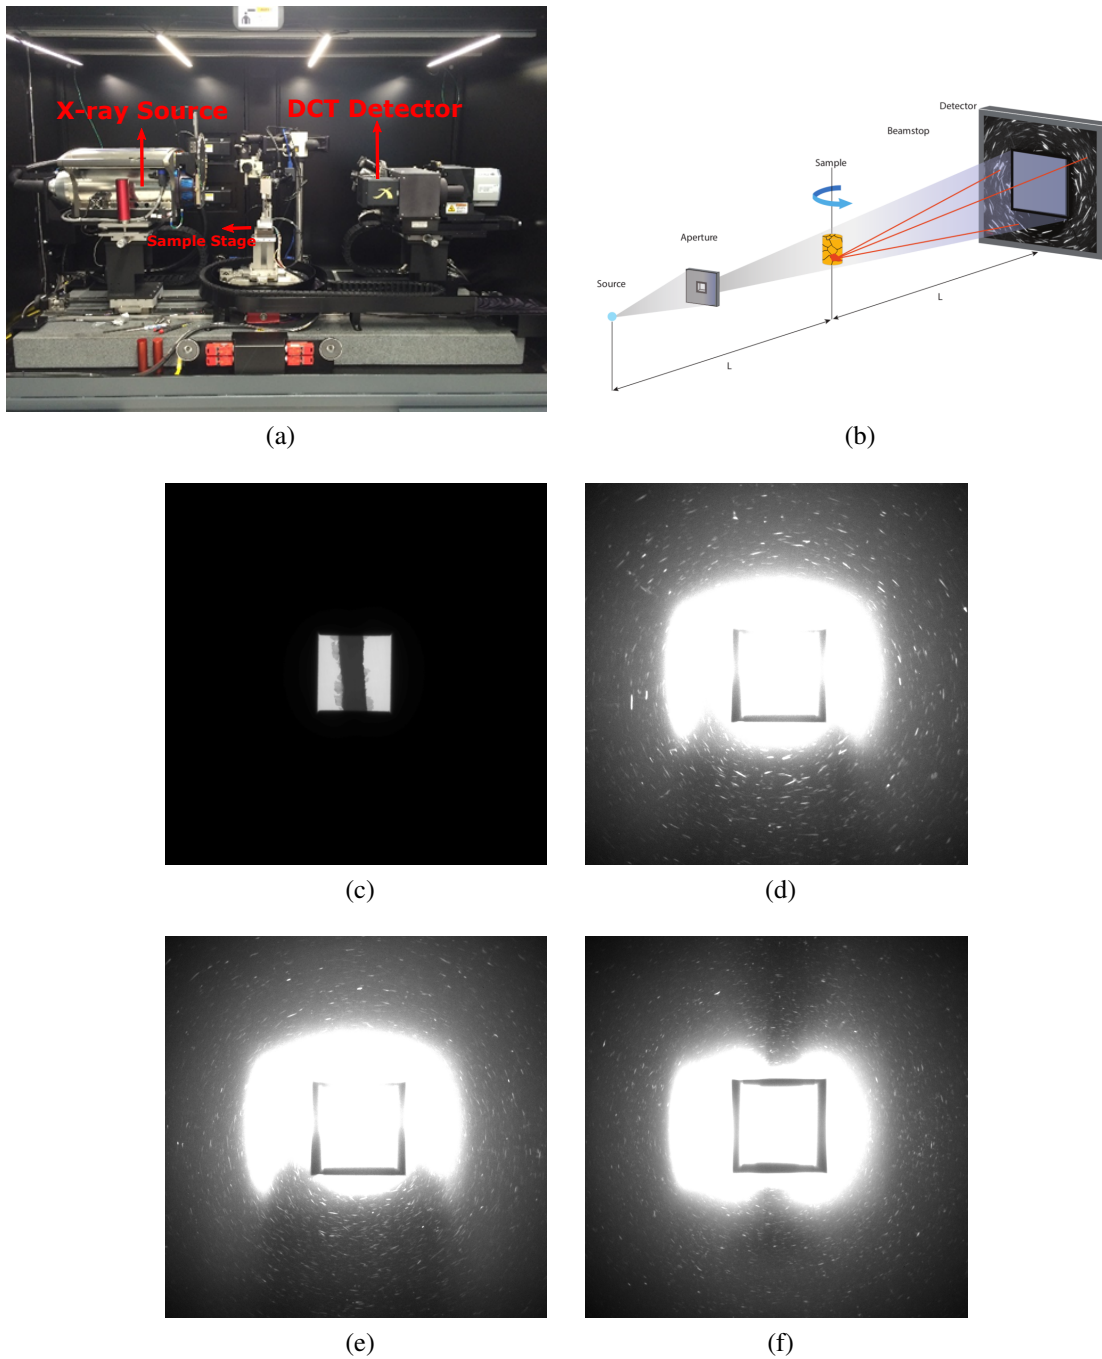 X-ray Source
DCT Detector
Sample Stage
(a)
Detector
Beamstop
Sample
Aperture
Source
L
L
(b)
(c)
(d)
(e)
(f)